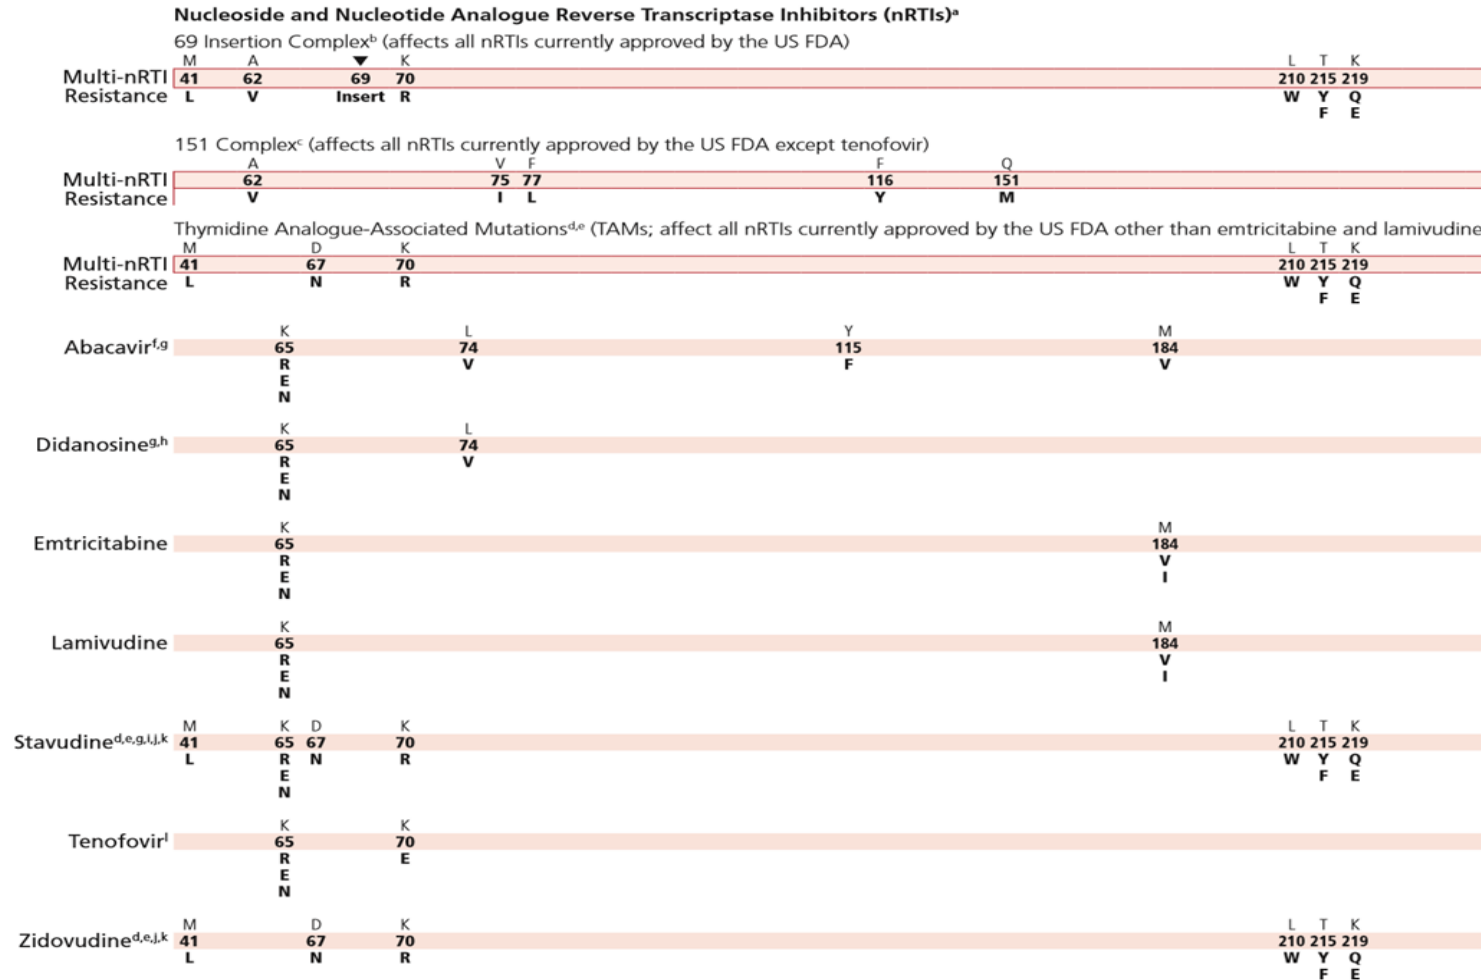 Nucleoside and Nucleotide Analogue Reverse Transcriptase Inhibitors (nRTIs)ᵃ
69 Insertion Complexᵇ (affects all nRTIs currently approved by the US FDA)
M A ▼ K L T K
Multi-nRTI 41 62 69 70 210 215 219
Resistance L V Insert R W Y Q
F E
151 Complexᶜ (affects all nRTIs currently approved by the US FDA except tenofovir)
A V F F Q
Multi-nRTI 62 75 77 116 151
Resistance V I L Y M
Thymidine Analogue-Associated Mutationsᵈ,ᵉ (TAMs; affect all nRTIs currently approved by the US FDA other than emtricitabine and lamivudine
M D K L T K
Multi-nRTI 41 67 70 210 215 219
Resistance L N R W Y Q
F E
K L Y M
Abacavirᶠ,ᵍ 65 74 115 184
R V F V
E
N
K L
Didanosineᵍ,ʰ 65 74
R V
E
N
K M
Emtricitabine 65 184
R V
E I
N
K M
Lamivudine 65 184
R V
E I
N
M K D K L T K
Stavudineᵈ,ᵉ,ᵍ,ⁱ,ʲ,ᵏ 41 65 67 70 210 215 219
L R N R W Y Q
E F E
N
K K
Tenofovirˡ 65 70
R E
E
N
M D K L T K
Zidovudineᵈ,ᵉ,ʲ,ᵏ 41 67 70 210 215 219
L N R W Y Q
F E